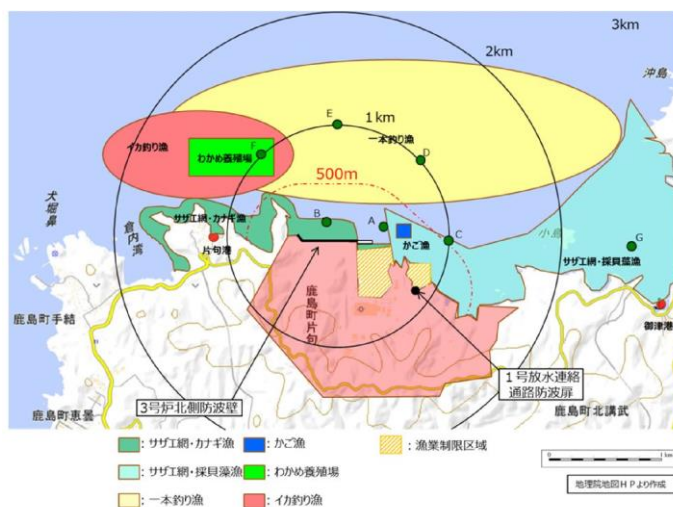 3km
2km
沖島
1km
E
一本釣り漁
D
イカ釣り漁
F
わかめ養殖場
500m
犬堀鼻
倉内湾
サザエ網・カナギ漁
片句港
B
A
かご漁
C
小島
G
サザエ網・採貝藻漁
鹿島町手結
鹿島町片句
御津港
3号炉北側防波壁
1号放水連絡
通路防波扉
鹿島町恵曇
鹿島町北講武
:サザエ網・カナギ漁
:かご漁
:漁業制限区域
:サザエ網・採貝藻漁
:わかめ養殖場
:一本釣り漁
:イカ釣り漁
0
1km
地理院地図HPより作成